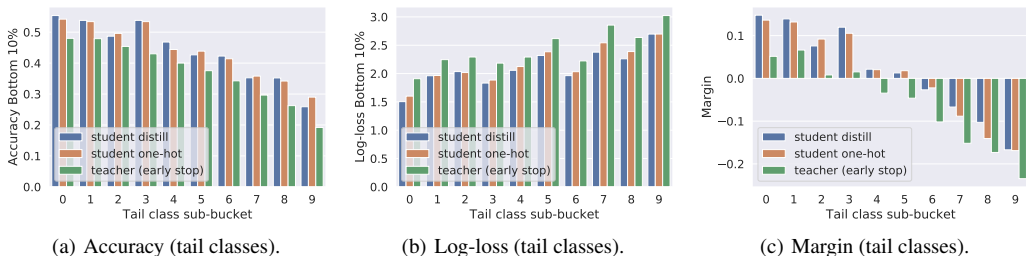 Accuracy Bottom 10%
0.5
0.4
0.3
0.2
0.1
0.0
student distill
student one-hot
teacher (early stop)
0 1 2 3 4 5 6 7 8 9
Tail class sub-bucket
(a) Accuracy (tail classes).
Log-loss Bottom 10%
3.0
2.5
2.0
1.5
1.0
0.5
0.0
student distill
student one-hot
teacher (early stop)
0 1 2 3 4 5 6 7 8 9
Tail class sub-bucket
(b) Log-loss (tail classes).
Margin
0.1
0.0
−0.1
−0.2
student distill
student one-hot
teacher (early stop)
0 1 2 3 4 5 6 7 8 9
Tail class sub-bucket
(c) Margin (tail classes).